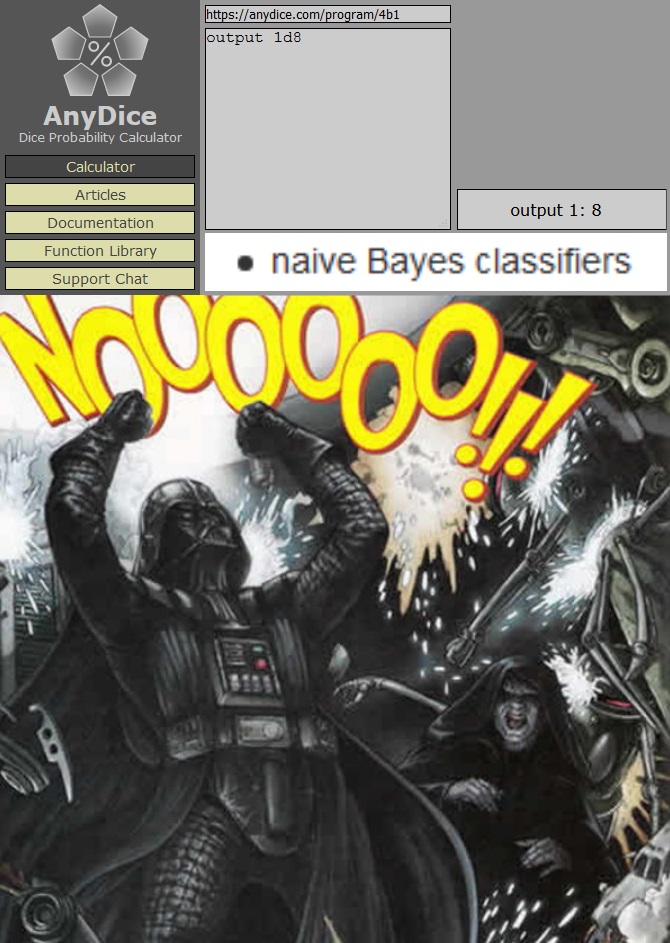 AnyDice
Dice Probability Calculator
Calculator
Articles
Documentation
Function Library
Support Chat
https://anydice.com/program/4b1
output 1d8
output 1: 8
• naive Bayes classifiers
NOOOOOO!!!